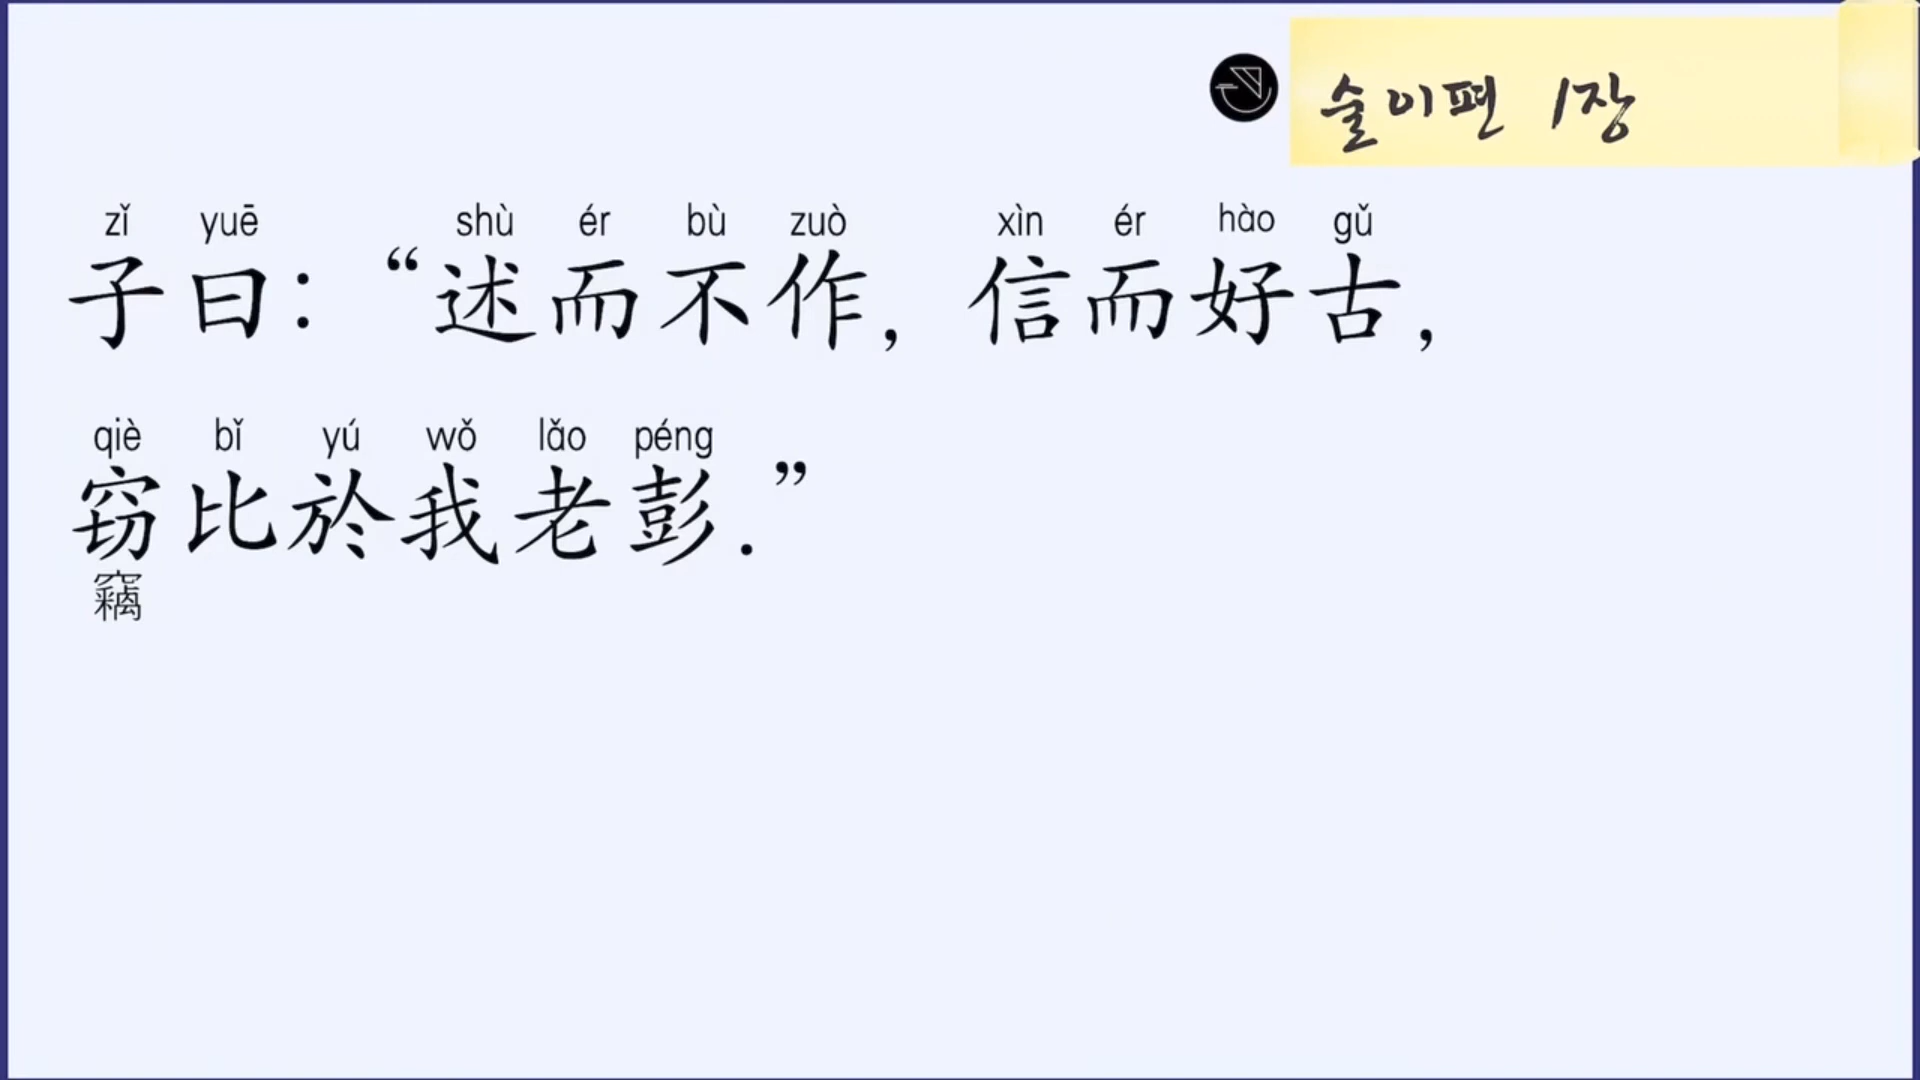 술이편 1장
zǐ yuē shù ér bù zuò xìn ér hào gǔ
子曰：“述而不作, 信而好古,
qiè bǐ yú wǒ lǎo péng
窃比於我老彭.”
竊